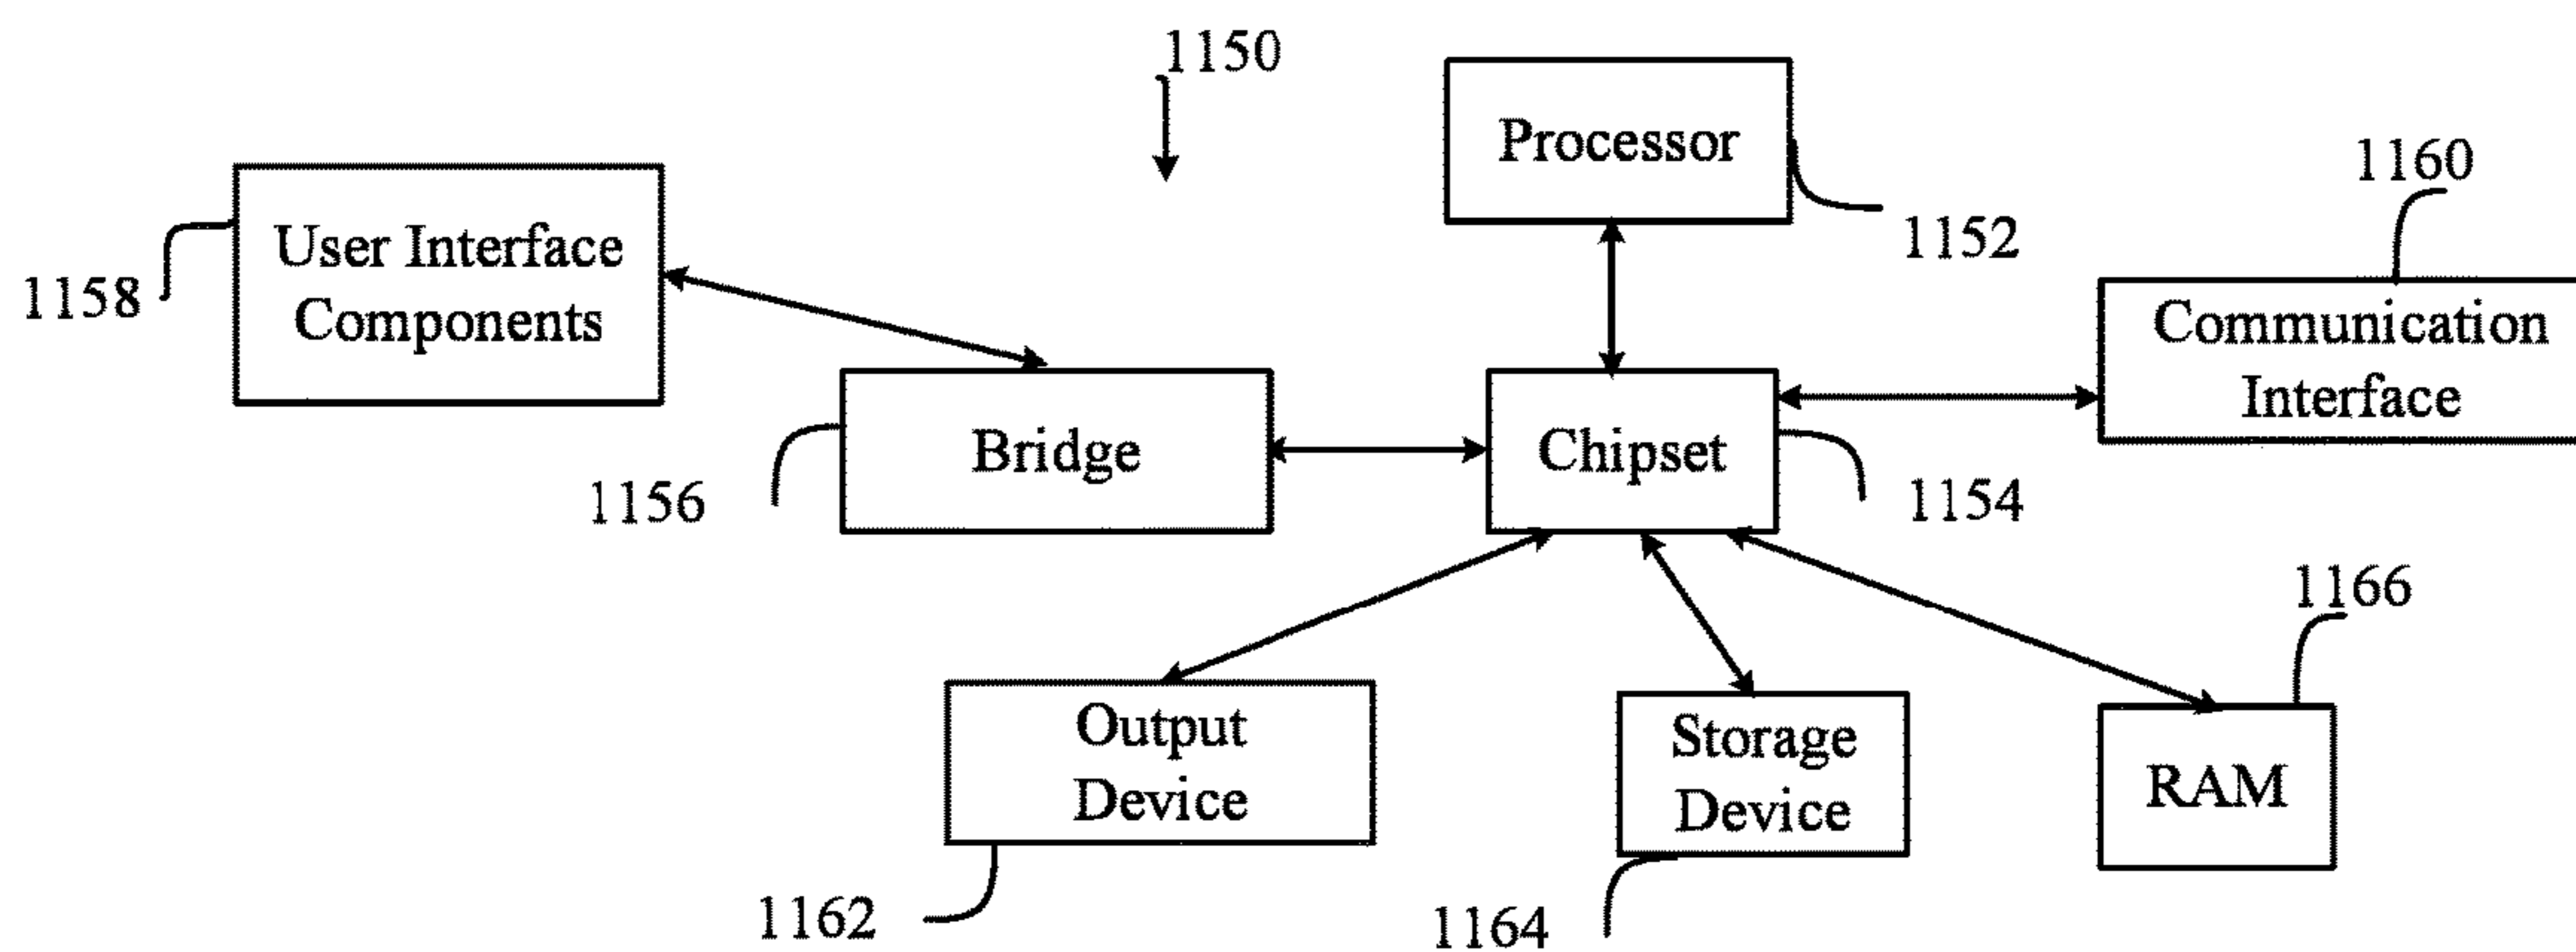 1150
Processor
1160
User Interface
Components
1152
1158
Communication
Interface
Bridge
Chipset
1156
1154
1166
Output
Device
Storage
Device
RAM
1162
1164